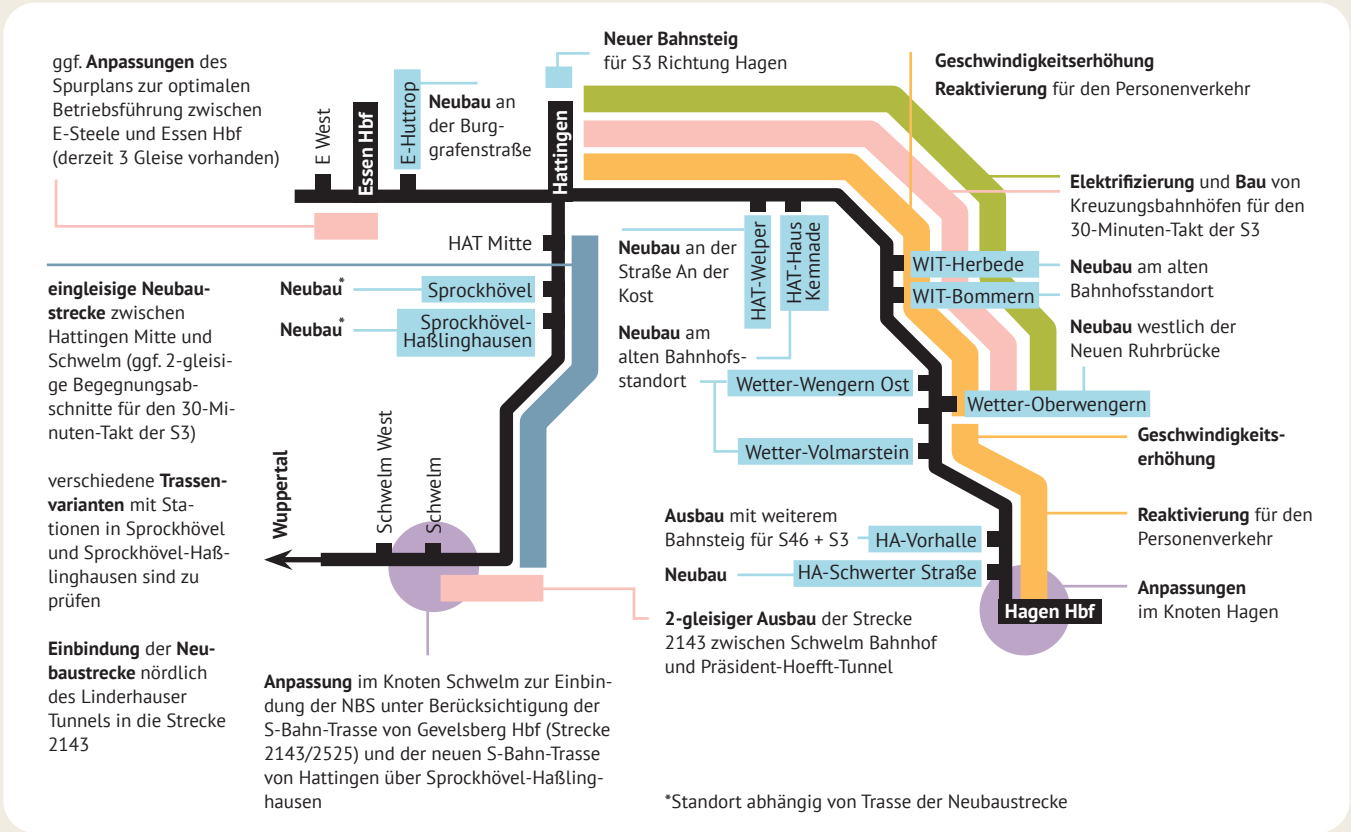 ggf. Anpassungen des
Spurplans zur optimalen
Betriebsführung zwischen
E-Steele und Essen Hbf
(derzeit 3 Gleise vorhanden)
E West
Essen Hbf
E-Huttrop
Neubau an
der Burg-
grafenstraße
Neuer Bahnsteig
für S3 Richtung Hagen
Hattingen
Geschwindigkeitserhöhung
Reaktivierung für den Personenverkehr
Elektrifizierung und Bau von
Kreuzungsbahnhöfen für den
30-Minuten-Takt der S3
HAT Mitte
Neubau*
Sprockhövel
Neubau*
Sprockhövel-
Haßlinghausen
Neubau an der
Straße An der
Kost
HAT-Welper
HAT-Haus
Kemnade
Neubau am
alten Bahnhofs-
standort
WIT-Herbede
WIT-Bommern
Neubau am alten
Bahnhofsstandort
Neubau westlich der
Neuen Ruhrbrücke
Wetter-Wengern Ost
Wetter-Oberwengern
Wetter-Volmarstein
Geschwindigkeits-
erhöhung
eingleisige Neubau-
strecke zwischen
Hattingen Mitte und
Schwelm (ggf. 2-gleisi-
ge Begegnungsab-
schnitte für den 30-Mi-
nuten-Takt der S3)
verschiedene Trassen-
varianten mit Sta-
tionen in Sprockhövel
und Sprockhövel-Haß-
linghausen sind zu
prüfen
Einbindung der Neu-
baustrecke nördlich
des Linderhauser
Tunnels in die Strecke
2143
Wuppertal
Schwelm West
Schwelm
Ausbau mit weiterem
Bahnsteig für S46 + S3
HA-Vorhalle
Neubau
HA-Schwerter Straße
Reaktivierung für den
Personenverkehr
Anpassungen
im Knoten Hagen
Hagen Hbf
2-gleisiger Ausbau der Strecke
2143 zwischen Schwelm Bahnhof
und Präsident-Hoefft-Tunnel
Anpassung im Knoten Schwelm zur Einbin-
dung der NBS unter Berücksichtigung der
S-Bahn-Trasse von Gevelsberg Hbf (Strecke
2143/2525) und der neuen S-Bahn-Trasse
von Hattingen über Sprockhövel-Haßling-
hausen
*Standort abhängig von Trasse der Neubaustrecke